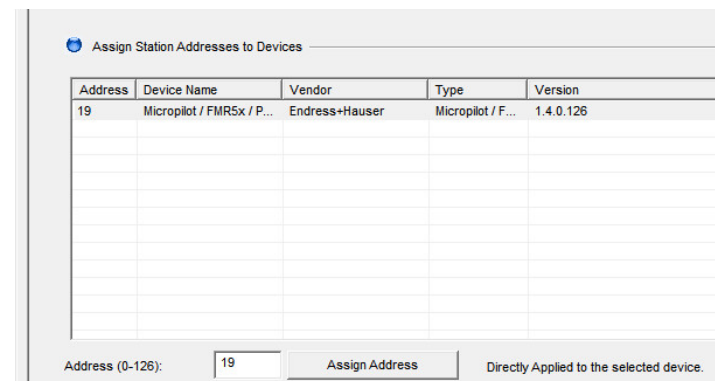 Assign Station Addresses to Devices
Address Device Name Vendor Type Version
19 Micropilot / FMR5x / P... Endress+Hauser Micropilot / F... 1.4.0.126
Address (0-126): 19 Assign Address Directly Applied to the selected device.